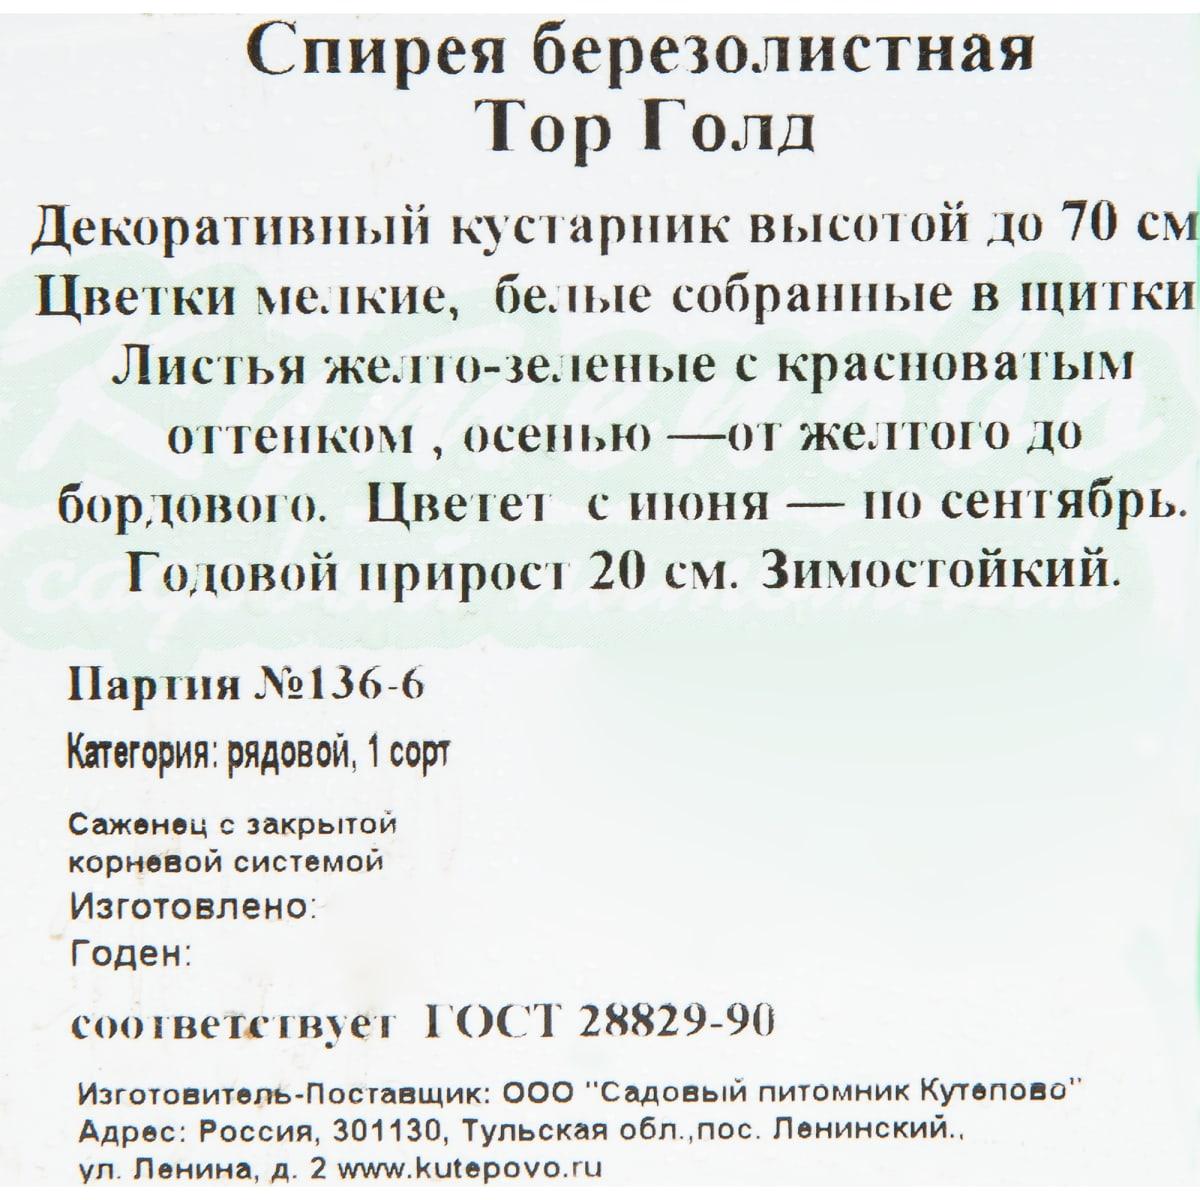 Спирея березолистная
Тор Голд
Декоративный кустарник высотой до 70 см
Цветки мелкие, белые собранные в щитки
Листья желто-зеленые с красноватым
оттенком , осенью —от желтого до
бордового. Цветет с июня — по сентябрь.
Годовой прирост 20 см. Зимостойкий.
Партия №136-6
Категория: рядовой, 1 сорт
Саженец с закрытой
корневой системой
Изготовлено:
Годен:
соответствует ГОСТ 28829-90
Изготовитель-Поставщик: ООО "Садовый питомник Кутепово"
Адрес: Россия, 301130, Тульская обл.,пос. Ленинский.,
ул. Ленина, д. 2 www.kutepovo.ru